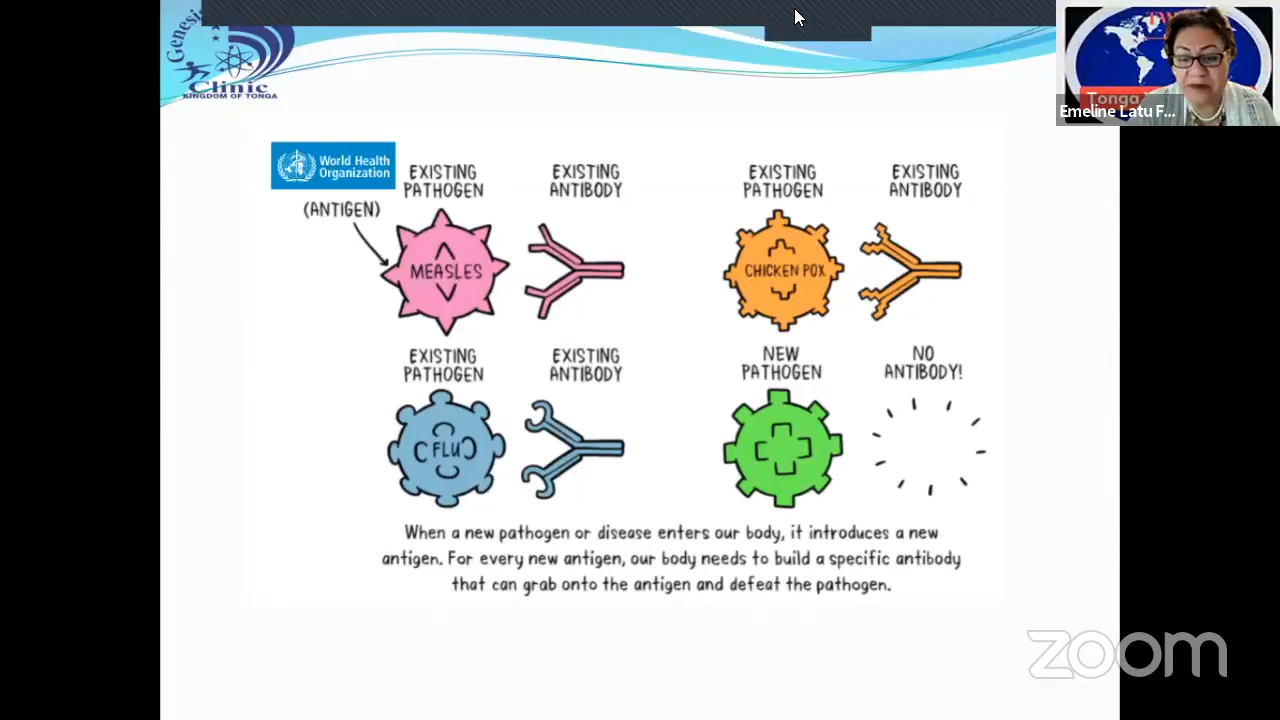 Genesis
Clinic
KINGDOM OF TONGA
Tonga
Emeline Latu F...
World Health
Organization
(ANTIGEN)
EXISTING
PATHOGEN
MEASLES
EXISTING
ANTIBODY
EXISTING
PATHOGEN
CHICKEN POX
EXISTING
ANTIBODY
EXISTING
PATHOGEN
FLU
EXISTING
ANTIBODY
NEW
PATHOGEN
NO
ANTIBODY!
When a new pathogen or disease enters our body, it introduces a new
antigen. For every new antigen, our body needs to build a specific antibody
that can grab onto the antigen and defeat the pathogen.
zoom